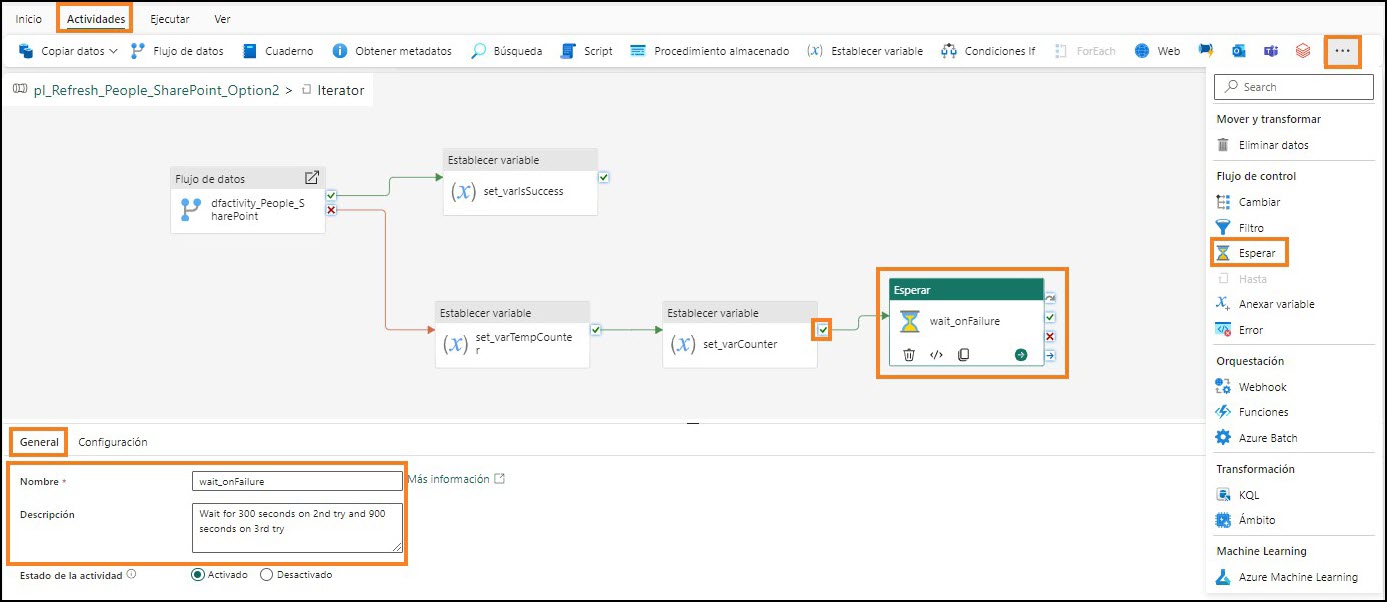 Inicio Actividades Ejecutar Ver
Copiar datos Flujo de datos Cuaderno Obtener metadatos Búsqueda Script Procedimiento almacenado (x) Establecer variable Condiciones If ForEach Web ...
pl_Refresh_People_SharePoint_Option2 > Iterator
Flujo de datos
dfactivity_People_S
harePoint
Establecer variable
(x) set_varIsSuccess
Establecer variable
(x) set_varTempCounte
r
Establecer variable
(x) set_varCounter
Esperar
wait_onFailure
</>
Search
Mover y transformar
Eliminar datos
Flujo de control
Cambiar
Filtro
Esperar
Hasta
Anexar variable
Error
Orquestación
Webhook
Funciones
Azure Batch
Transformación
KQL
Ámbito
Machine Learning
Azure Machine Learning
General Configuración
Nombre * wait_onFailure Más información
Descripción Wait for 300 seconds on 2nd try and 900
seconds on 3rd try
Estado de la actividad Activado Desactivado